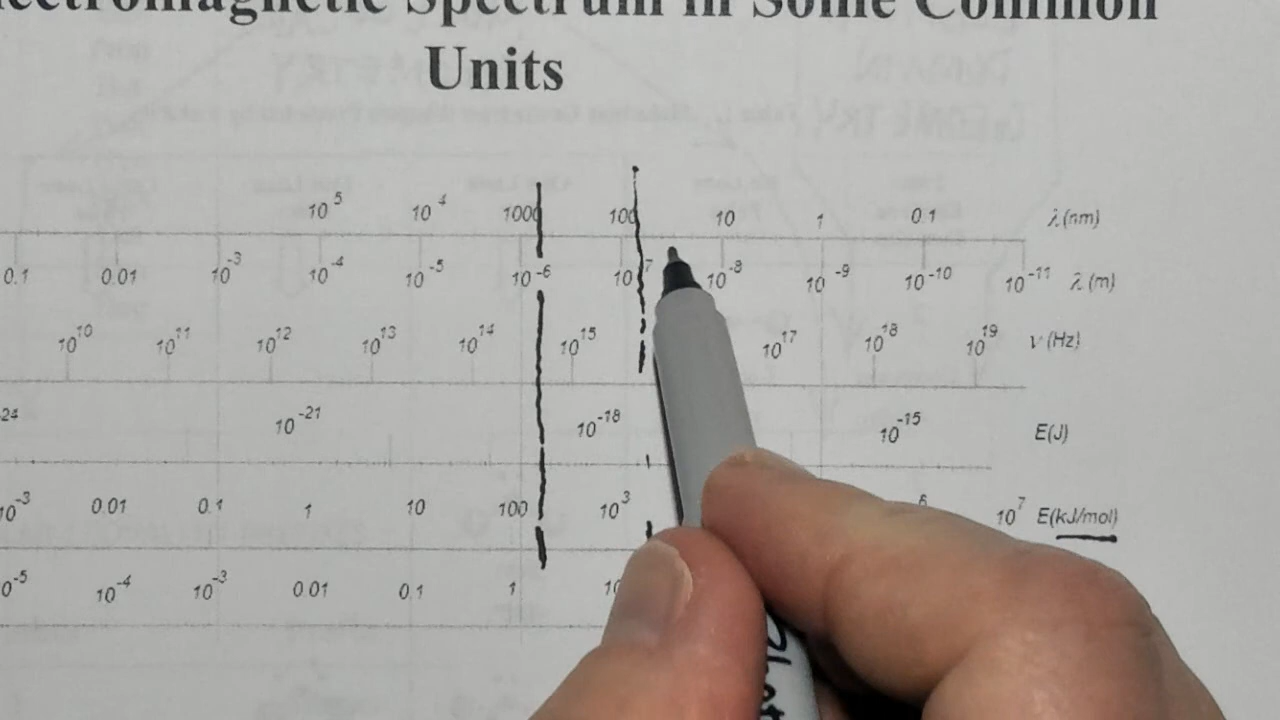 Spectrum in Some Common
Units
10^5 10^4 1000 100 10 1 0.1 λ(nm)
0.1 0.01 10^-3 10^-4 10^-5 10^-6 10^-7 10^-8 10^-9 10^-10 10^-11 λ(m)
10^10 10^11 10^12 10^13 10^14 10^15 10^17 10^18 10^19 ν(Hz)
10^-21 10^-18 10^-15 E(J)
10^-3 0.01 0.1 1 10 100 10^3 10^7 E(kJ/mol)
10^-4 10^-3 0.01 0.1 1